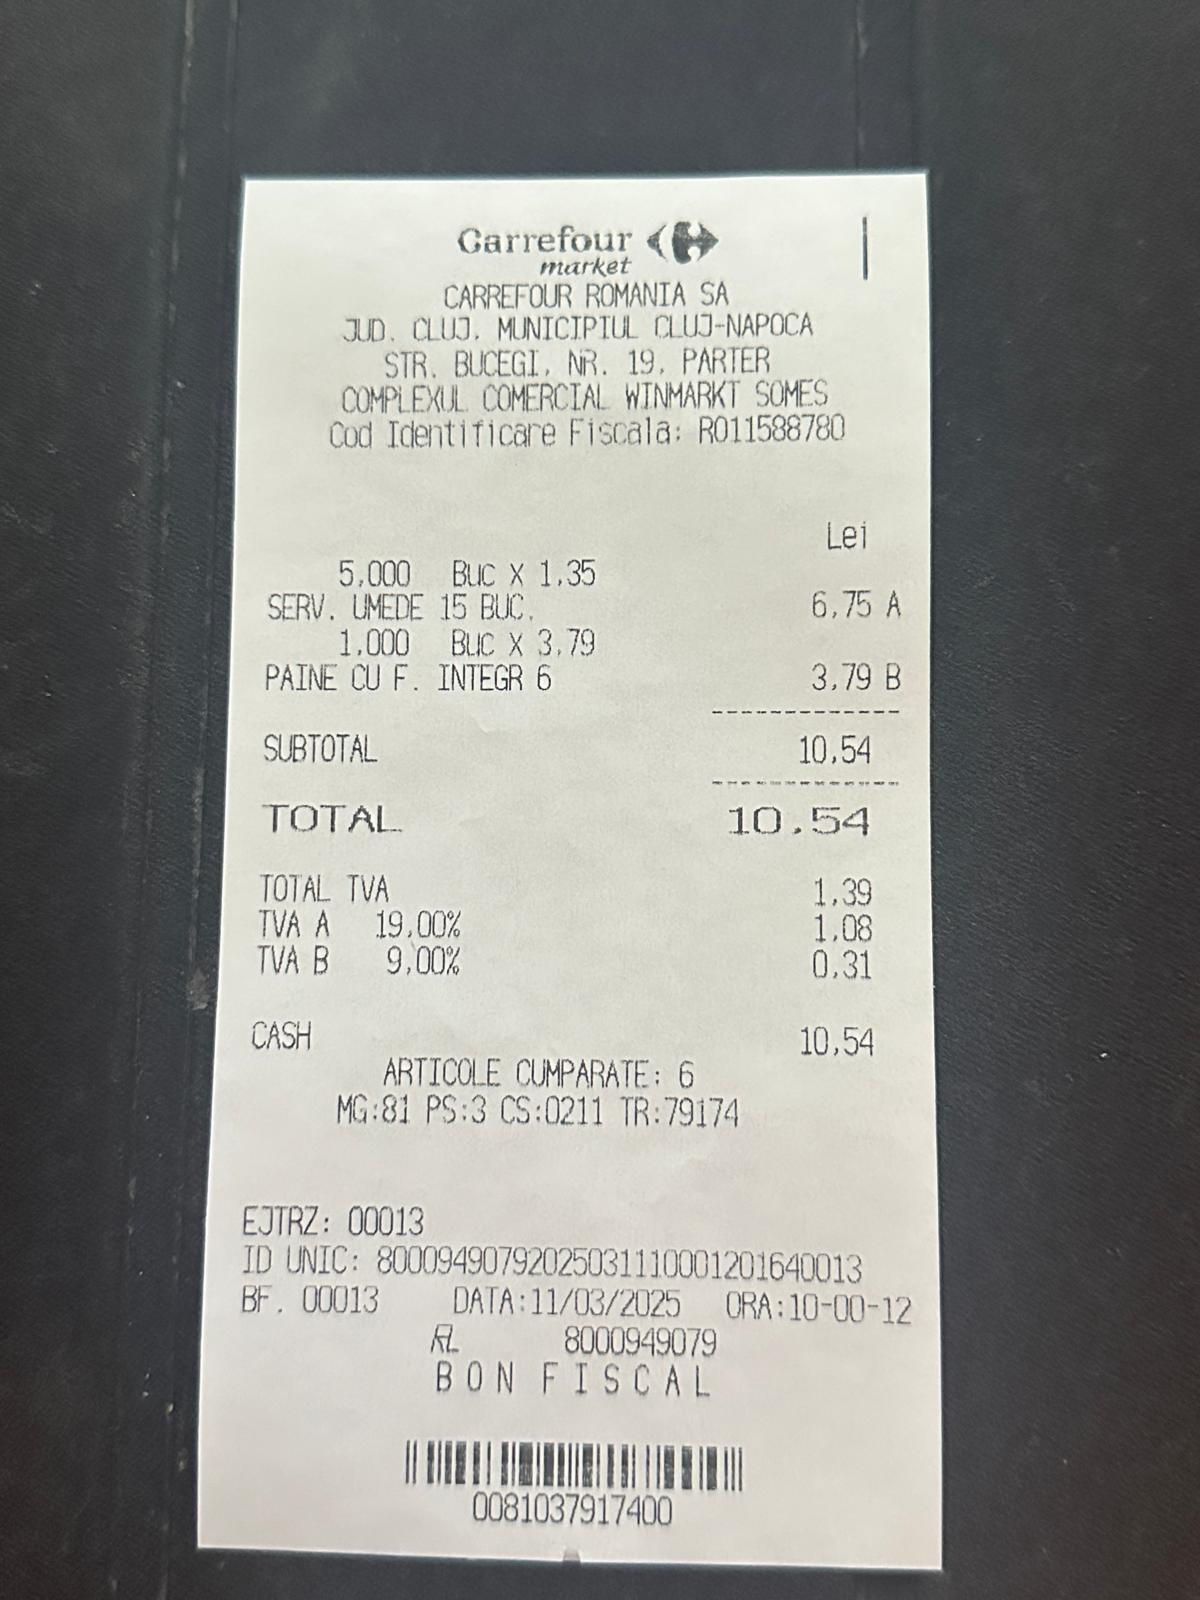 Carrefour
market
CARREFOUR ROMANIA SA
JUD. CLUJ. MUNICIPIUL CLUJ-NAPOCA
STR. BUCEGI, NR. 19, PARTER
COMPLEXUL COMERCIAL WINMARKT SOMES
Cod Identificare Fiscala: RO11588780
Lei
5,000 BUC X 1,35
SERV. UMEDE 15 BUC. 6,75 A
1,000 BUC X 3,79
PAINE CU F. INTEGR 6 3,79 B
SUBTOTAL 10,54
TOTAL 10.54
TOTAL TVA 1,39
TVA A 19,00% 1,08
TVA B 9,00% 0,31
CASH 10,54
ARTICOLE CUMPARATE: 6
MG:81 PS:3 CS:0211 TR:79174
EJTRZ: 00013
ID UNIC: 8000949079202503111000120164​0013
BF. 00013 DATA:11/03/2025 ORA:10-00-12
8000949079
BON FISCAL
0081037917400